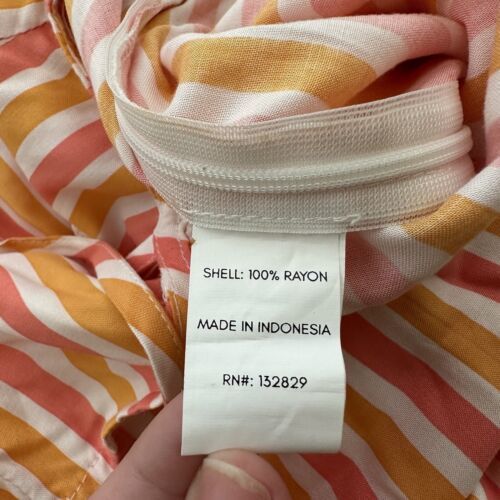 SHELL: 100% RAYON
MADE IN INDONESIA
RN#: 132829